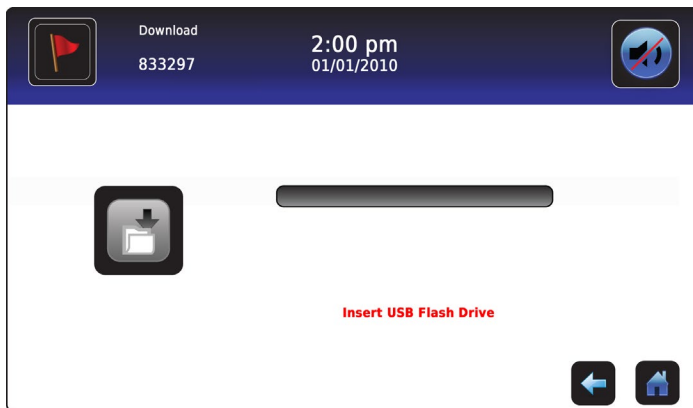 Download
833297
2:00 pm
01/01/2010
Insert USB Flash Drive